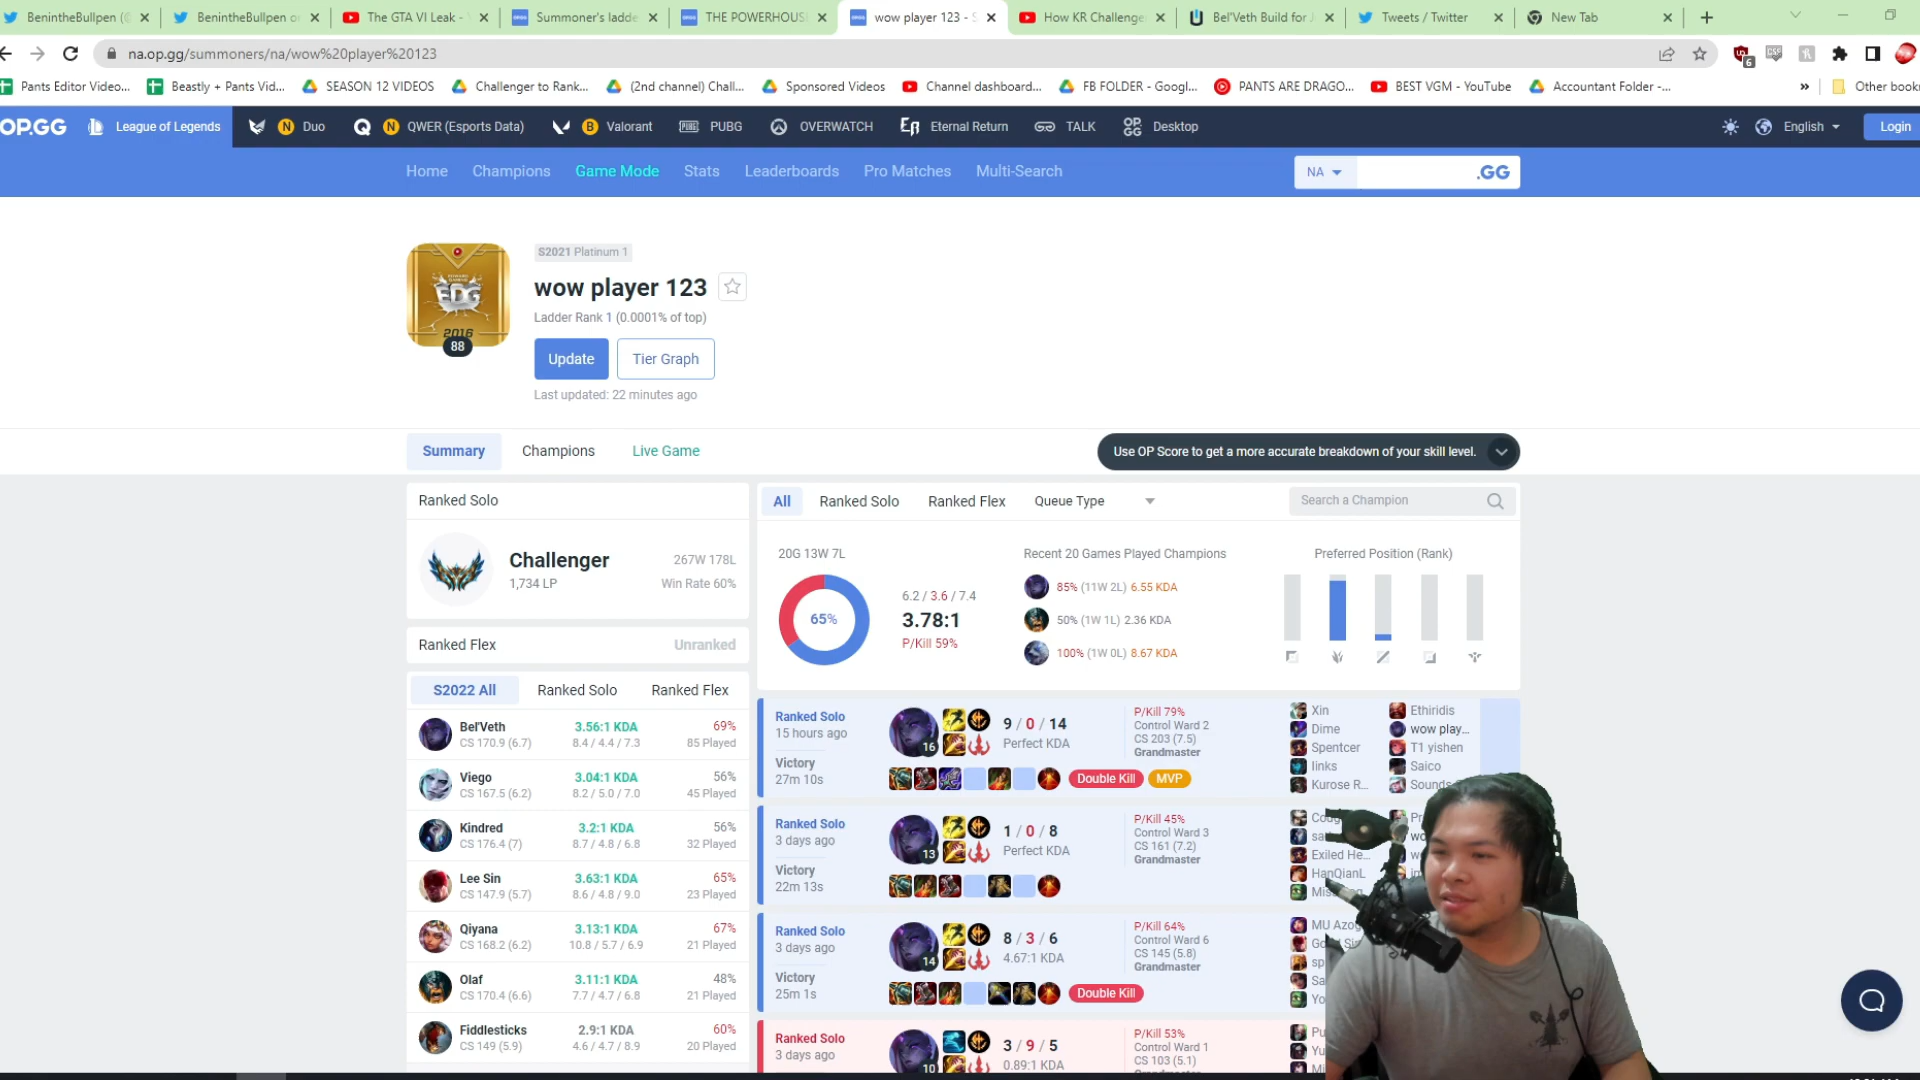 BenintheBullpen (@
BenintheBullpen or
The GTA VI Leak -
Summoner's ladde
THE POWERHOUS
wow player 123 - S
How KR Challenge
Bel'Veth Build for J
Tweets / Twitter
New Tab
na.op.gg/summoners/na/wow%20player%20123
6
Pants Editor Video...
Beastly + Pants Vid...
SEASON 12 VIDEOS
Challenger to Rank...
(2nd channel) Chall...
Sponsored Videos
Channel dashboard...
FB FOLDER - Googl...
PANTS ARE DRAGO...
BEST VGM - YouTube
Accountant Folder -...
»
Other book
OP.GG
League of Legends
N Duo
N QWER (Esports Data)
B Valorant
PUBG
OVERWATCH
Eternal Return
TALK
Desktop
English
Login
Home
Champions
Game Mode
Stats
Leaderboards
Pro Matches
Multi-Search
NA
.GG
EDG
2016
88
S2021 Platinum 1
wow player 123
Ladder Rank 1 (0.0001% of top)
Update
Tier Graph
Last updated: 22 minutes ago
Summary
Champions
Live Game
Use OP Score to get a more accurate breakdown of your skill level.
Ranked Solo
Challenger
1,734 LP
267W 178L
Win Rate 60%
Ranked Flex
Unranked
S2022 All
Ranked Solo
Ranked Flex
Bel'Veth 3.56:1 KDA 69%
CS 170.9 (6.7) 8.4 / 4.4 / 7.3 85 Played
Viego 3.04:1 KDA 56%
CS 167.5 (6.2) 8.2 / 5.0 / 7.0 45 Played
Kindred 3.2:1 KDA 56%
CS 176.4 (7) 8.7 / 4.8 / 6.8 32 Played
Lee Sin 3.63:1 KDA 65%
CS 147.9 (5.7) 8.6 / 4.8 / 9.0 23 Played
Qiyana 3.13:1 KDA 67%
CS 168.2 (6.2) 10.8 / 5.7 / 6.9 21 Played
Olaf 3.11:1 KDA 48%
CS 170.4 (6.6) 7.7 / 4.7 / 6.8 21 Played
Fiddlesticks 2.9:1 KDA 60%
CS 149 (5.9) 4.6 / 4.7 / 8.9 20 Played
All
Ranked Solo
Ranked Flex
Queue Type
Search a Champion
20G 13W 7L
65%
6.2 / 3.6 / 7.4
3.78:1
P/Kill 59%
Recent 20 Games Played Champions
85% (11W 2L) 6.55 KDA
50% (1W 1L) 2.36 KDA
100% (1W 0L) 8.67 KDA
Preferred Position (Rank)
Ranked Solo
15 hours ago
Victory
27m 10s
16
9 / 0 / 14
Perfect KDA
Double Kill
MVP
P/Kill 79%
Control Ward 2
CS 203 (7.5)
Grandmaster
Xin
Dime
Spentcer
links
Kurose R...
Ethiridis
wow play...
T1 yishen
Saico
Sounds
Ranked Solo
3 days ago
Victory
22m 13s
13
1 / 0 / 8
Perfect KDA
P/Kill 45%
Control Ward 3
CS 161 (7.2)
Grandmaster
Exiled He...
HanQianL
Ranked Solo
3 days ago
Victory
25m 1s
14
8 / 3 / 6
4.67:1 KDA
Double Kill
P/Kill 64%
Control Ward 6
CS 145 (5.8)
Grandmaster
MU Azog
Ranked Solo
3 days ago
10
3 / 9 / 5
0.89:1 KDA
P/Kill 53%
Control Ward 1
CS 103 (5.1)